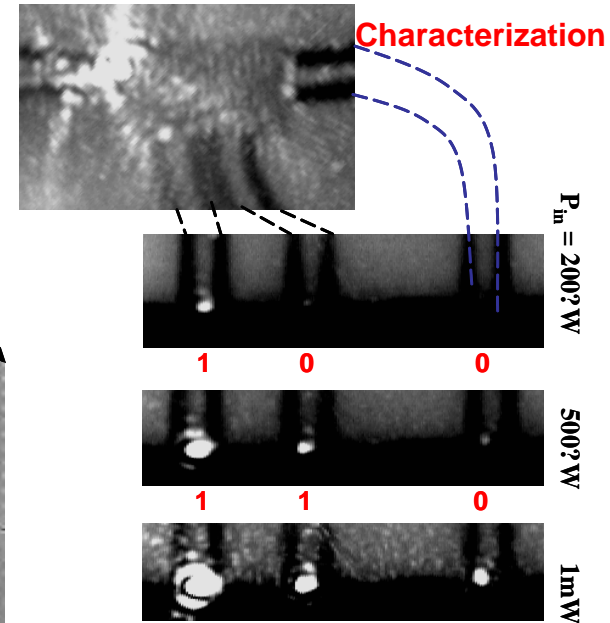 Characterization
P_in = 200?W
1 0 0
500?W
1 1 0
1mW